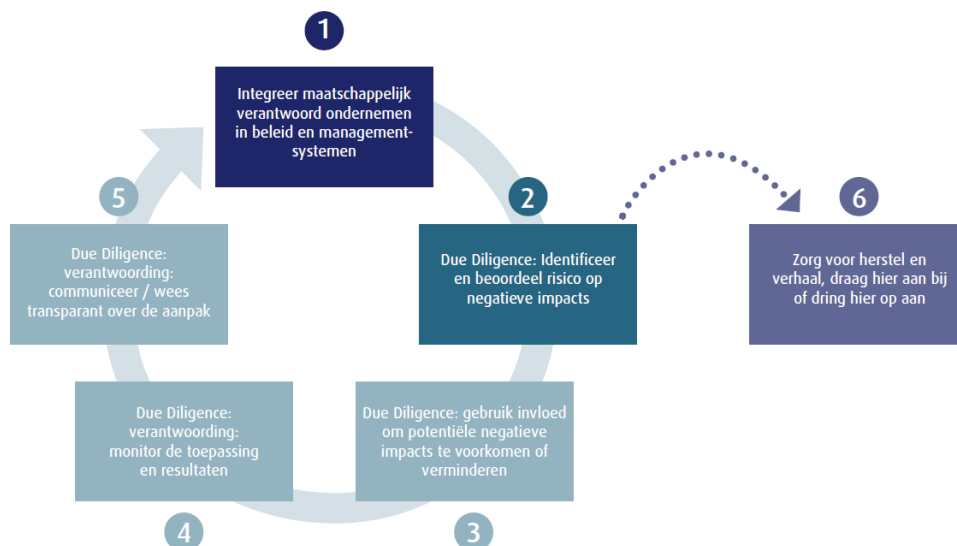 1
Integreer maatschappelijk
verantwoord ondernemen
in beleid en management-
systemen
2
Due Diligence: Identificeer
en beoordeel risico op
negatieve impacts
3
Due Diligence: gebruik invloed
om potentiële negatieve
impacts te voorkomen of
verminderen
4
Due Diligence:
verantwoording:
monitor de toepassing
en resultaten
5
Due Diligence:
verantwoording:
communiceer / wees
transparant over de aanpak
6
Zorg voor herstel en
verhaal, draag hier aan bij
of dring hier op aan